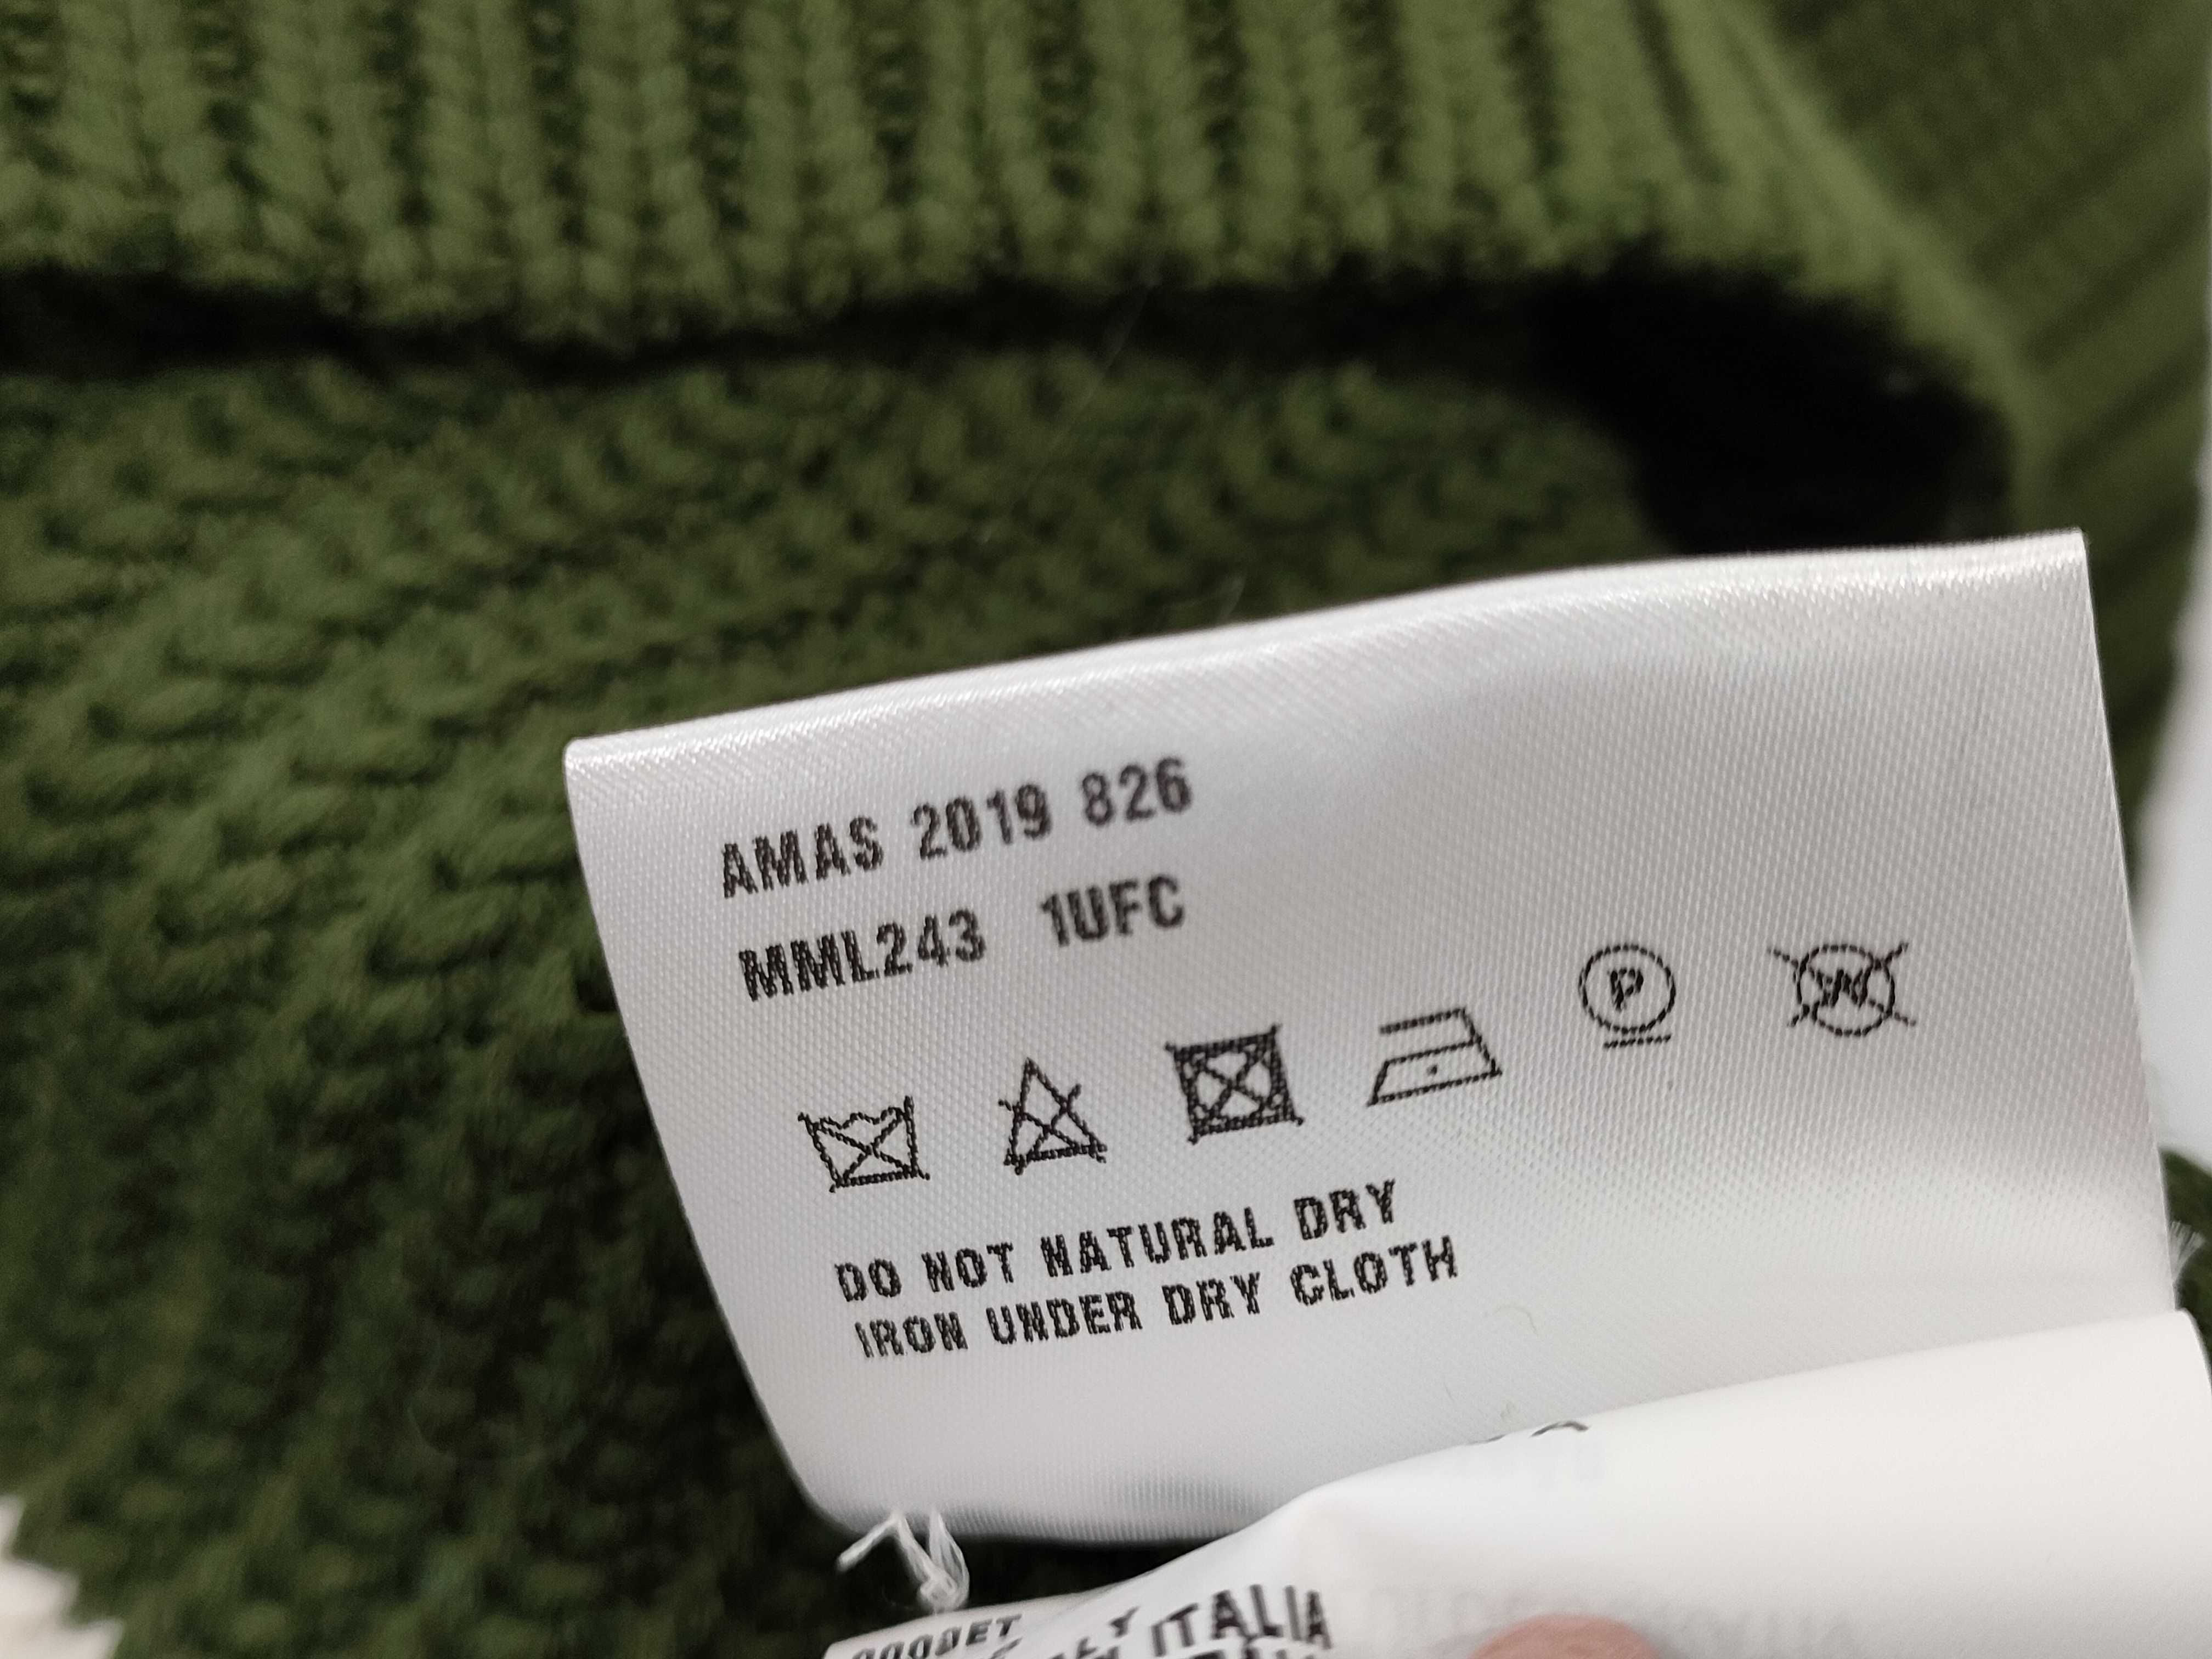 AMAS 2019 826
MML243 1UFC
P W
DO NOT NATURAL DRY
IRON UNDER DRY CLOTH
ITALIA